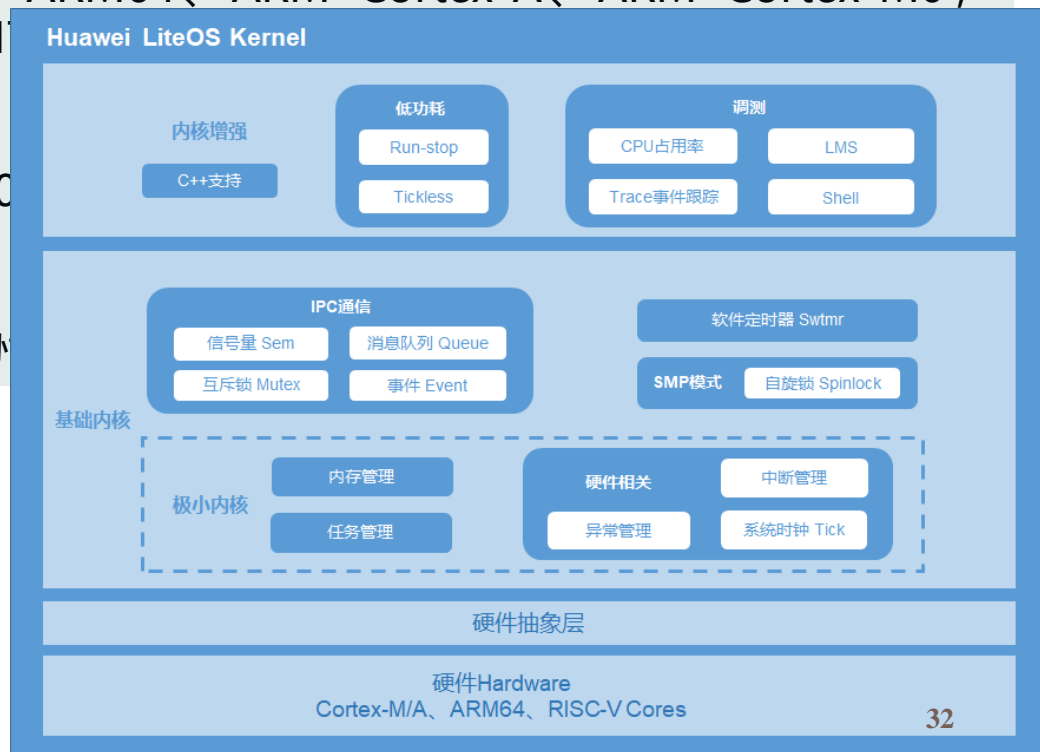 ARM64、ARM Cortex-A、ARM Cortex-M0，
Huawei LiteOS Kernel
内核增强
C++支持
低功耗
Run-stop
Tickless
调测
CPU占用率
LMS
Trace事件跟踪
Shell
基础内核
IPC通信
信号量 Sem
消息队列 Queue
互斥锁 Mutex
事件 Event
软件定时器 Swtmr
SMP模式
自旋锁 Spinlock
极小内核
内存管理
任务管理
硬件相关
中断管理
异常管理
系统时钟 Tick
硬件抽象层
硬件Hardware
Cortex-M/A、ARM64、RISC-V Cores
32